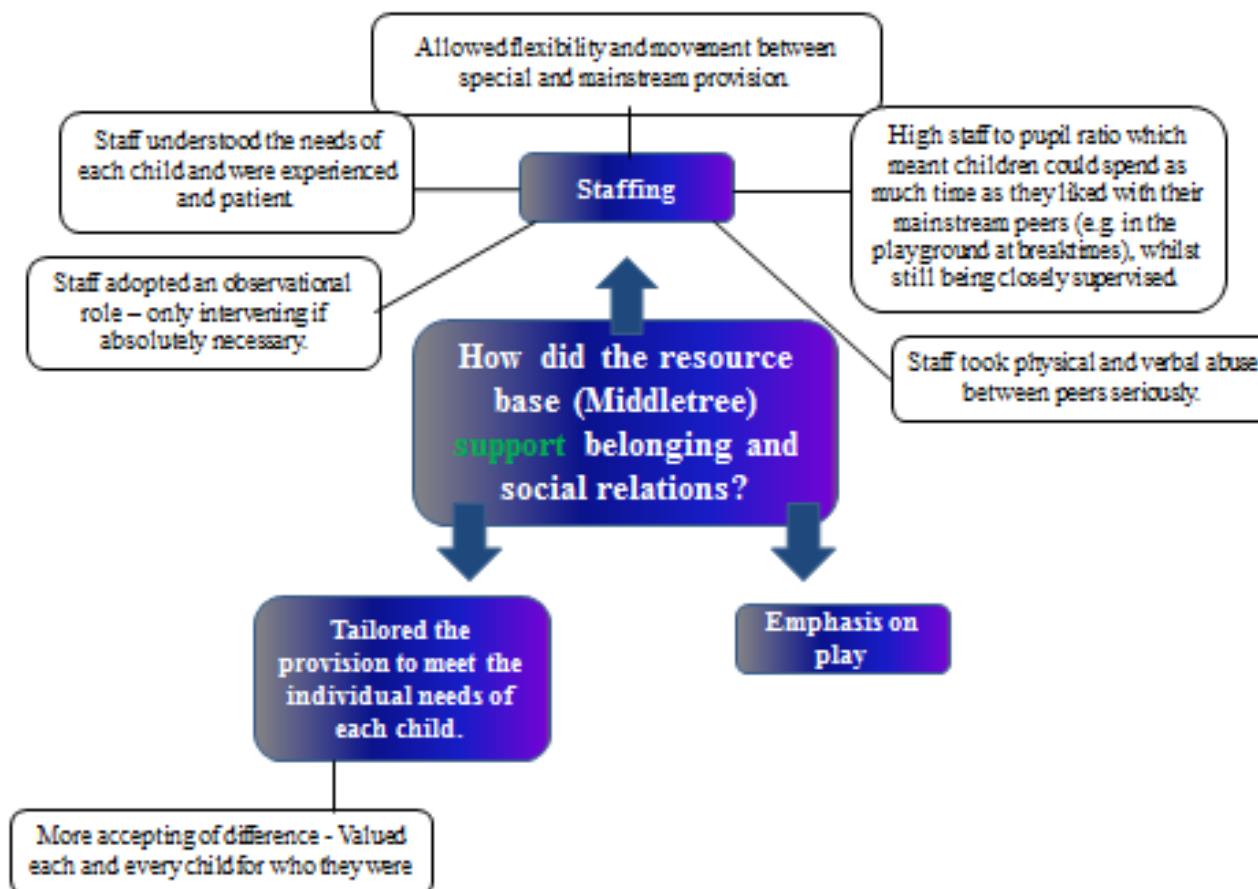 Allowed flexibility and movement between
special and mainstream provision.
Staff understood the needs of
each child and were experienced
and patient.
Staffing
High staff to pupil ratio which
meant children could spend as
much time as they liked with their
mainstream peers (e.g. in the
playground at breaktimes), whilst
still being closely supervised.
Staff adopted an observational
role – only intervening if
absolutely necessary.
Staff took physical and verbal abuse
between peers seriously.
How did the resource
base (Middletree)
support belonging and
social relations?
Tailored the
provision to meet the
individual needs of
each child.
Emphasis on
play
More accepting of difference - Valued
each and every child for who they were